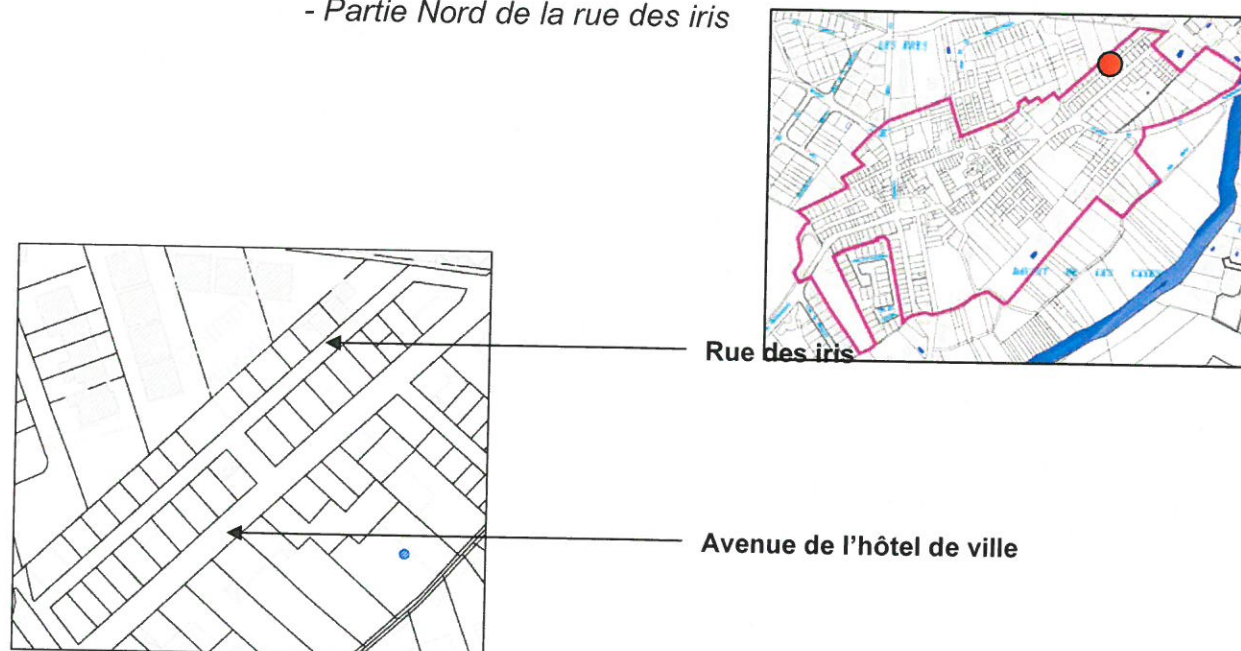 - Partie Nord de la rue des iris
Rue des iris
Avenue de l'hôtel de ville